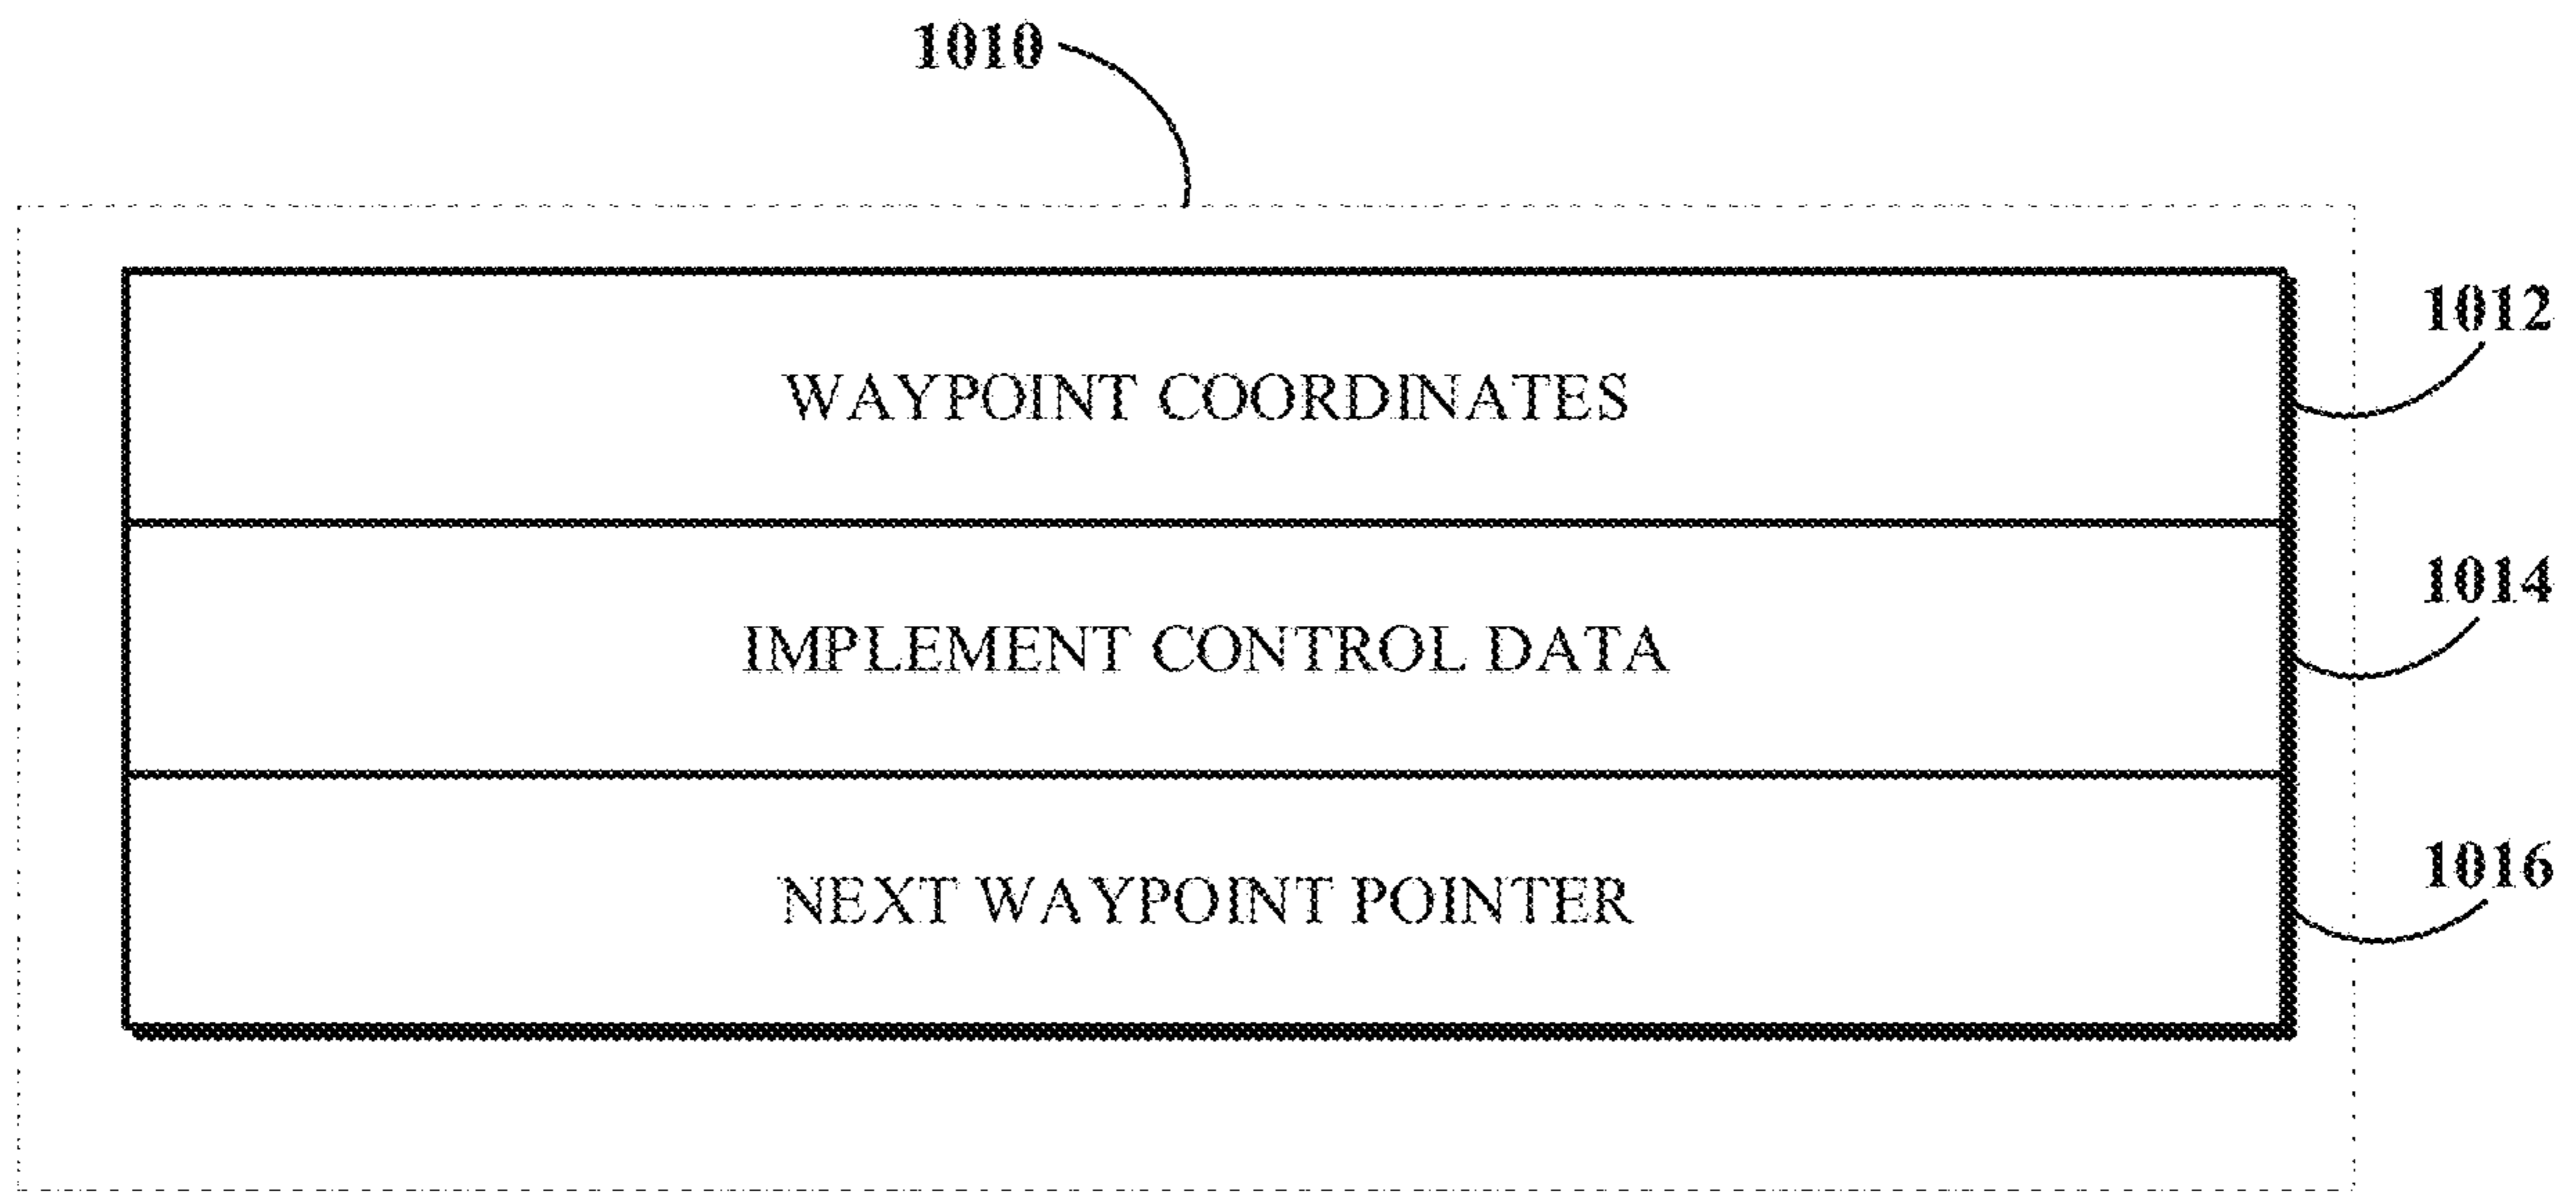 1010
1012
WAYPOINT COORDINATES
1014
IMPLEMENT CONTROL DATA
1016
NEXT WAYPOINT POINTER